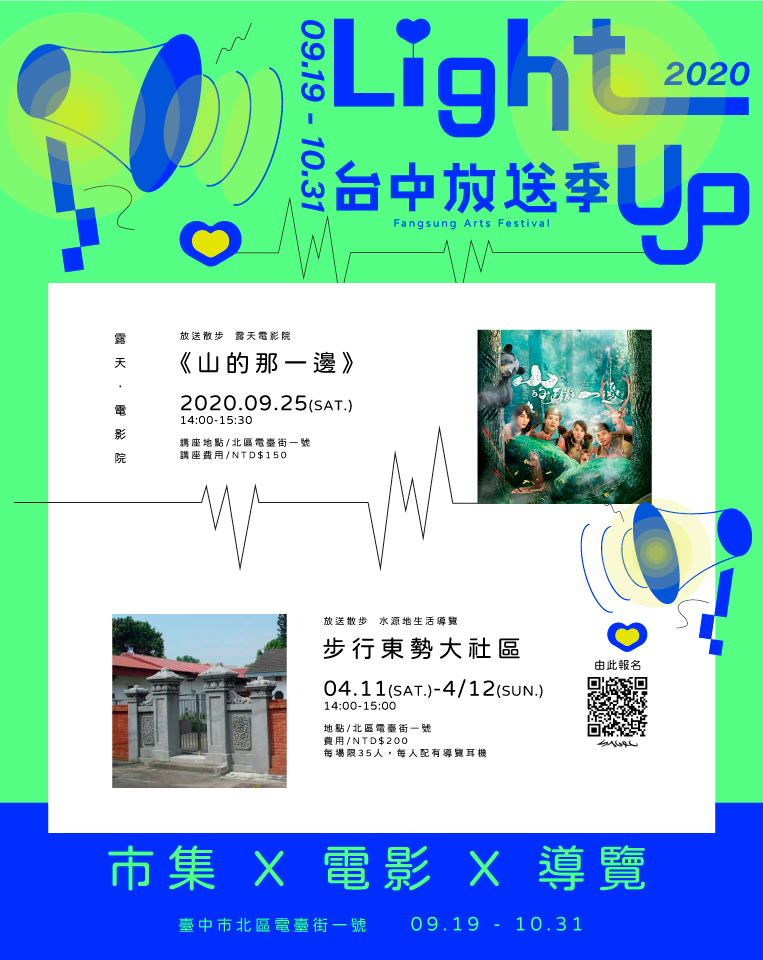 09.19 - 10.31
Light
2020
Up
台中放送季
Fangsung Arts Festival
露天·電影院
放送散步 露天電影院
《山的那一邊》
2020.09.25(SAT.)
14:00-15:30
講座地點/北區電臺街一號
講座費用/NTD$150
山的那一邊
放送散步 水源地生活導覽
步行東勢大社區
04.11(SAT.)-4/12(SUN.)
14:00-15:00
地點/北區電臺街一號
費用/NTD$200
每場限35人，每人配有導覽耳機
由此報名
市集 X 電影 X 導覽
臺中市北區電臺街一號 09.19 - 10.31